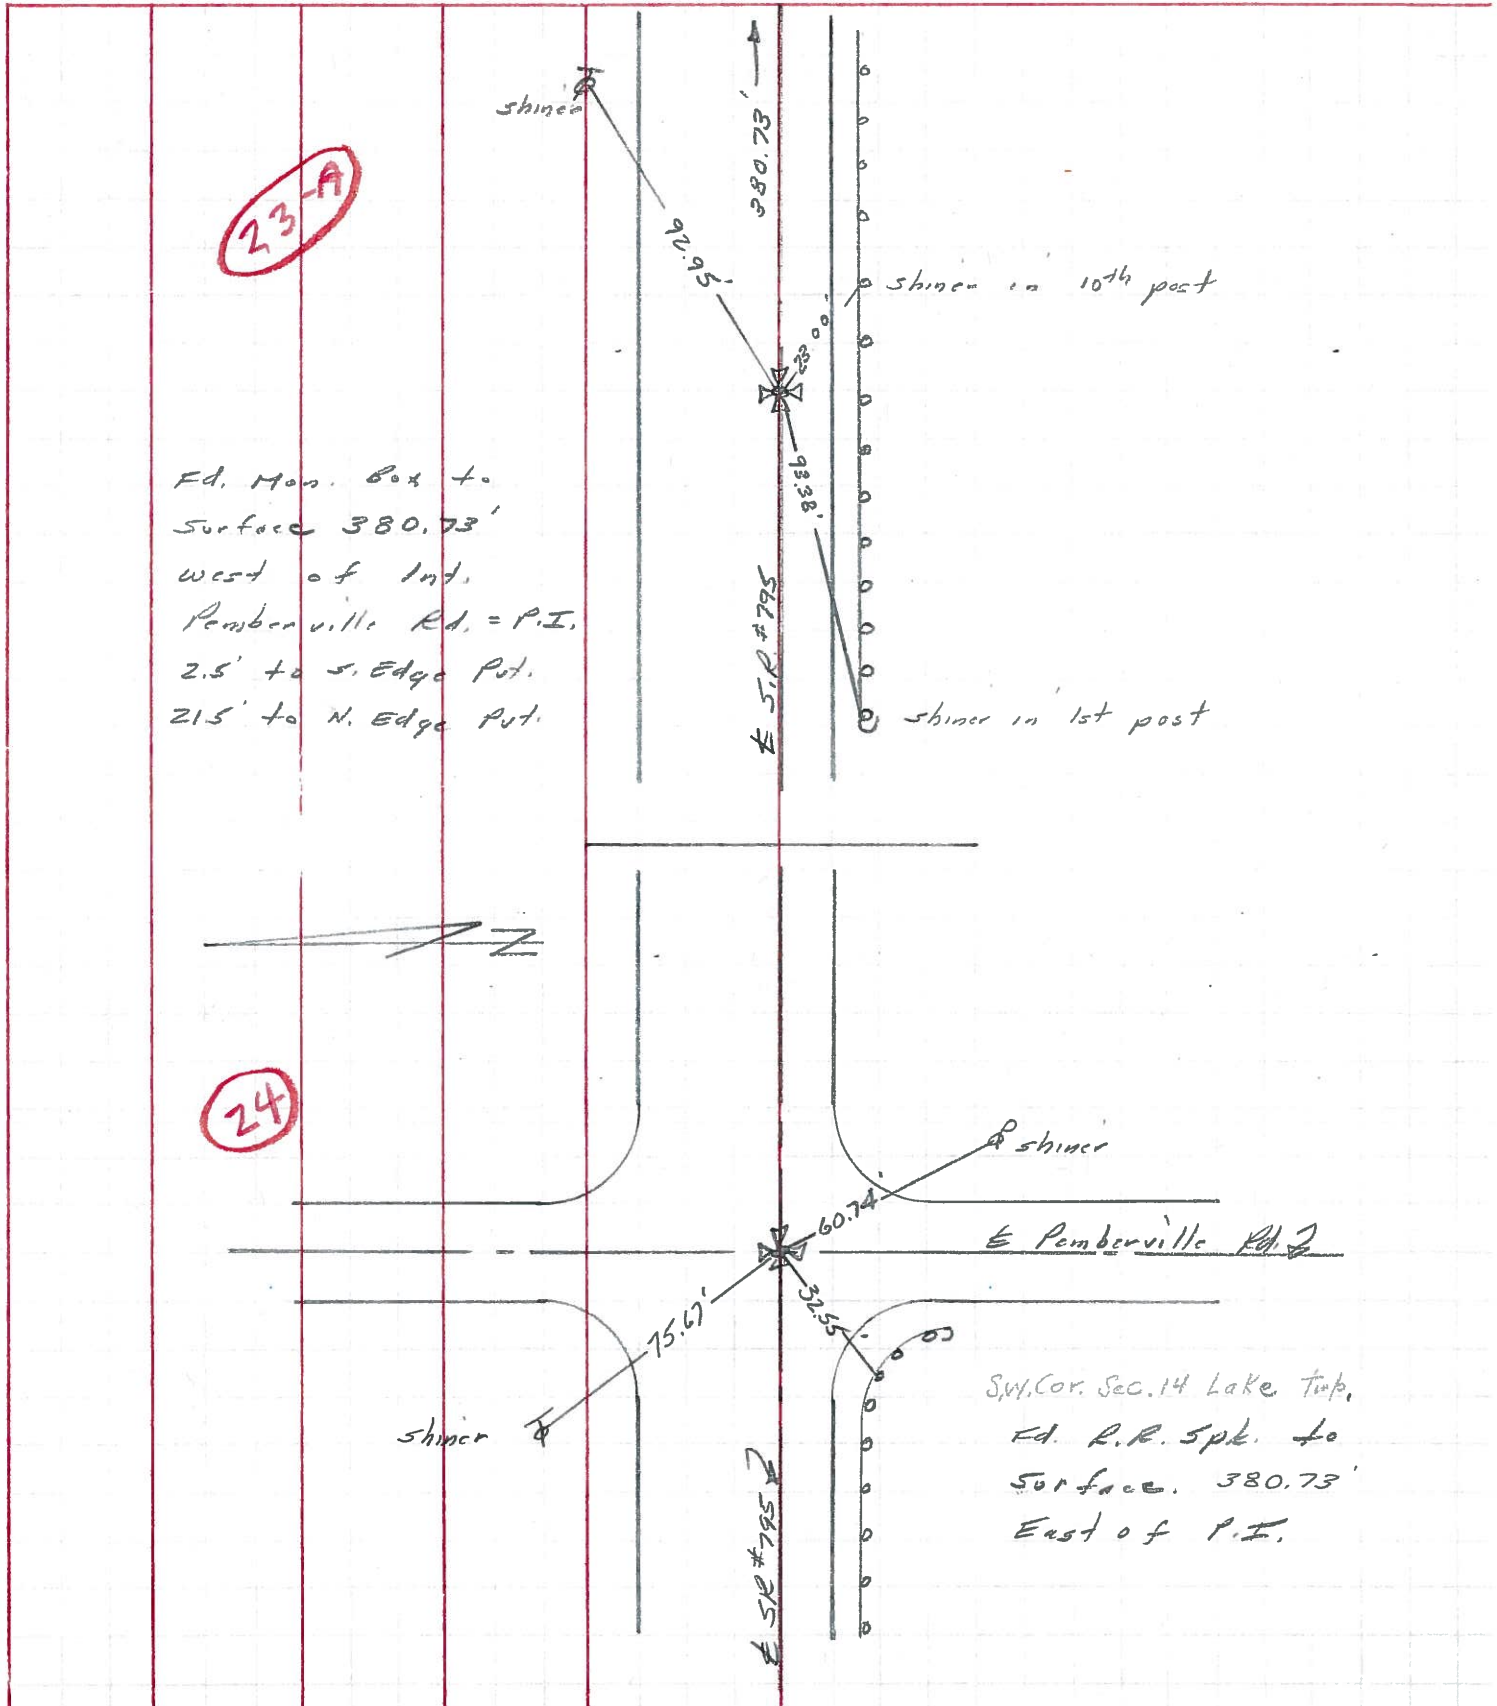 shiner
380.73'
23-A
92.95'
shiner in 10th post
23.00'
93.38'
Fd. Mon. Box to
Surface 380.73'
west of Int.
Pemberville Rd. = P.I.
2.5' to S. Edge Pvt.
21.5' to N. Edge Pvt.
℄ S.R #795
shiner in 1st post
N
24
shiner
60.74'
℄ Pemberville Rd.
75.67'
32.55'
shiner
S.W. Cor. Sec. 14 Lake Twp.
Fd. R.R. Spk. to
Surface. 380.73'
East of P.I.
℄ SR #795